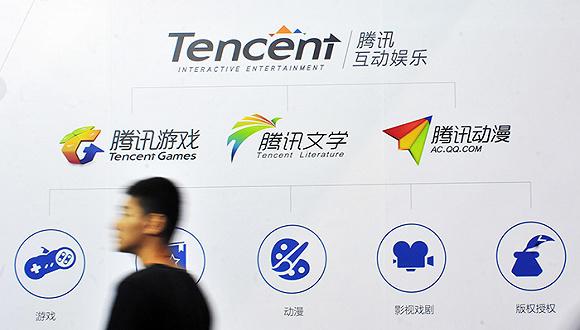 Tencent
INTERACTIVE ENTERTAINMENT
腾讯
互动娱乐
腾讯游戏
Tencent Games
腾讯文学
Tencent Literature
腾讯动漫
AC.QQ.COM
游戏
动漫
影视戏剧
版权授权